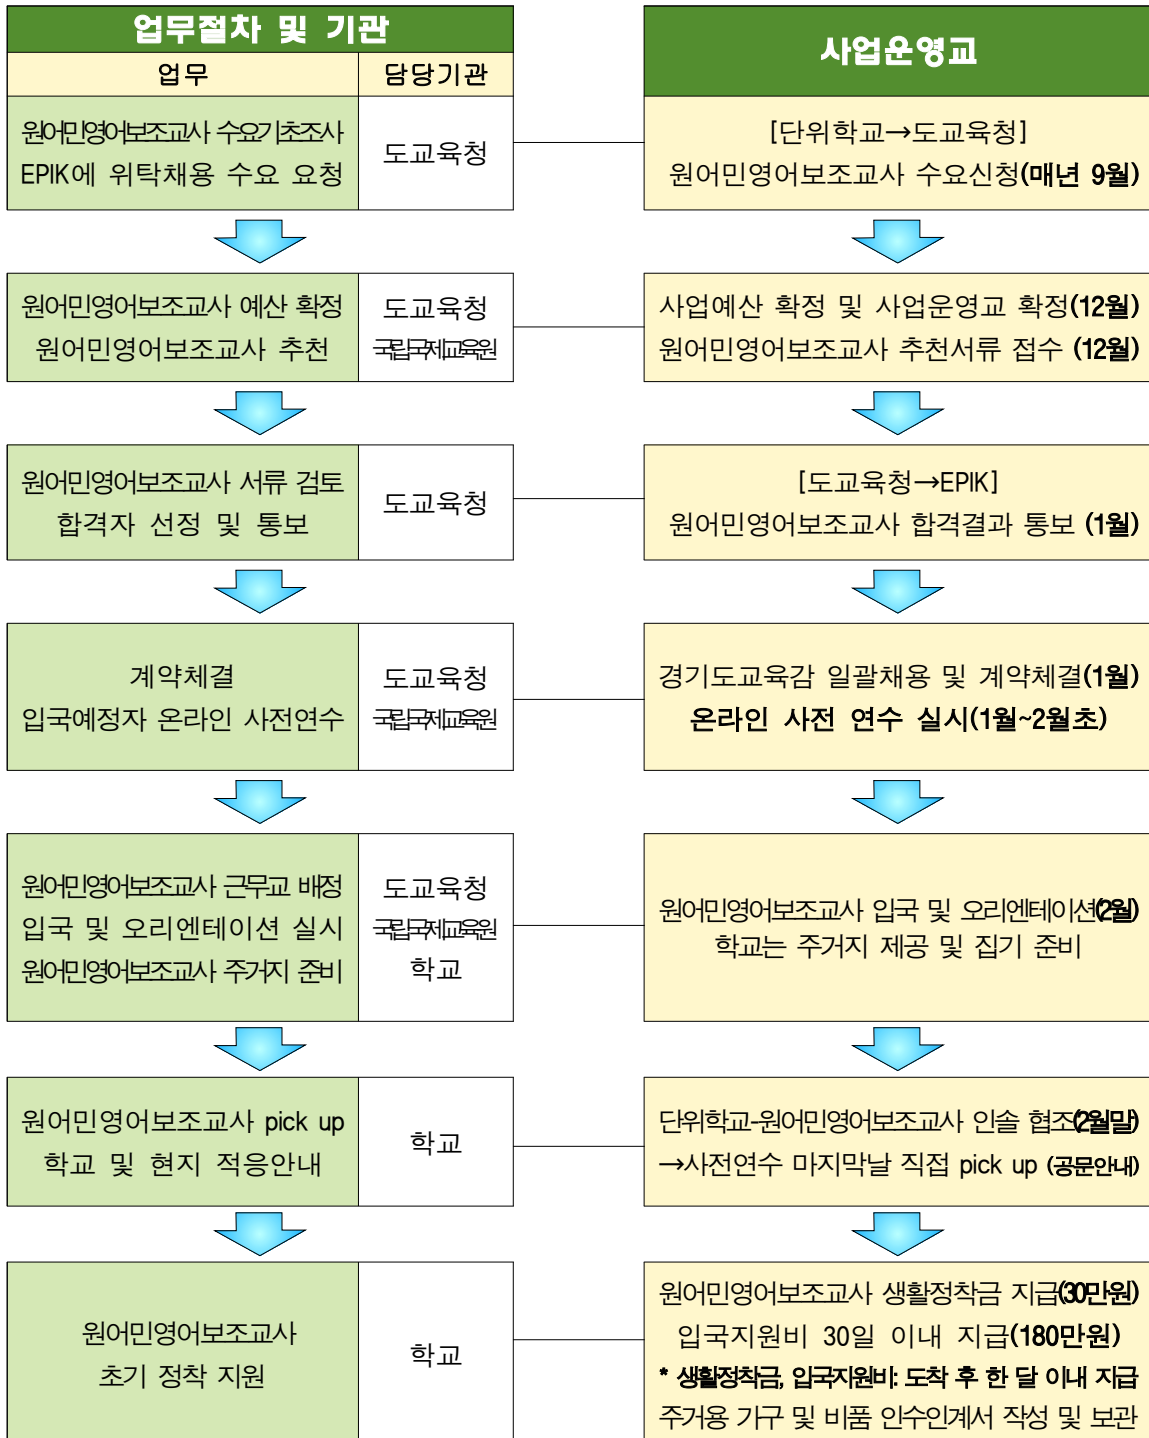 업무절차 및 기관
사업운영교
업무
담당기관
원어민영어보조교사 수요기초조사
EPIK에 위탁채용 수요 요청
도교육청
[단위학교→도교육청]
원어민영어보조교사 수요신청(매년 9월)
원어민영어보조교사 예산 확정
원어민영어보조교사 추천
도교육청
국립국제교육원
사업예산 확정 및 사업운영교 확정(12월)
원어민영어보조교사 추천서류 접수 (12월)
원어민영어보조교사 서류 검토
합격자 선정 및 통보
도교육청
[도교육청→EPIK]
원어민영어보조교사 합격결과 통보 (1월)
계약체결
입국예정자 온라인 사전연수
도교육청
국립국제교육원
경기도교육감 일괄채용 및 계약체결(1월)
온라인 사전 연수 실시(1월~2월초)
원어민영어보조교사 근무교 배정
입국 및 오리엔테이션 실시
원어민영어보조교사 주거지 준비
도교육청
국립국제교육원
학교
원어민영어보조교사 입국 및 오리엔테이션(2월)
학교는 주거지 제공 및 집기 준비
원어민영어보조교사 pick up
학교 및 현지 적응안내
학교
단위학교-원어민영어보조교사 인솔 협조(2월말)
→사전연수 마지막날 직접 pick up (공문안내)
원어민영어보조교사
초기 정착 지원
학교
원어민영어보조교사 생활정착금 지급(30만원)
입국지원비 30일 이내 지급(180만원)
* 생활정착금, 입국지원비: 도착 후 한 달 이내 지급
주거용 가구 및 비품 인수인계서 작성 및 보관